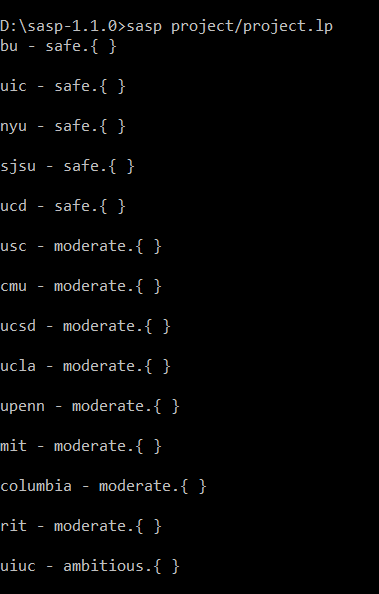 D:\sasp-1.1.0>sasp project/project.lp
bu - safe.{ }
uic - safe.{ }
nyu - safe.{ }
sjsu - safe.{ }
ucd - safe.{ }
usc - moderate.{ }
cmu - moderate.{ }
ucsd - moderate.{ }
ucla - moderate.{ }
upenn - moderate.{ }
mit - moderate.{ }
columbia - moderate.{ }
rit - moderate.{ }
uiuc - ambitious.{ }